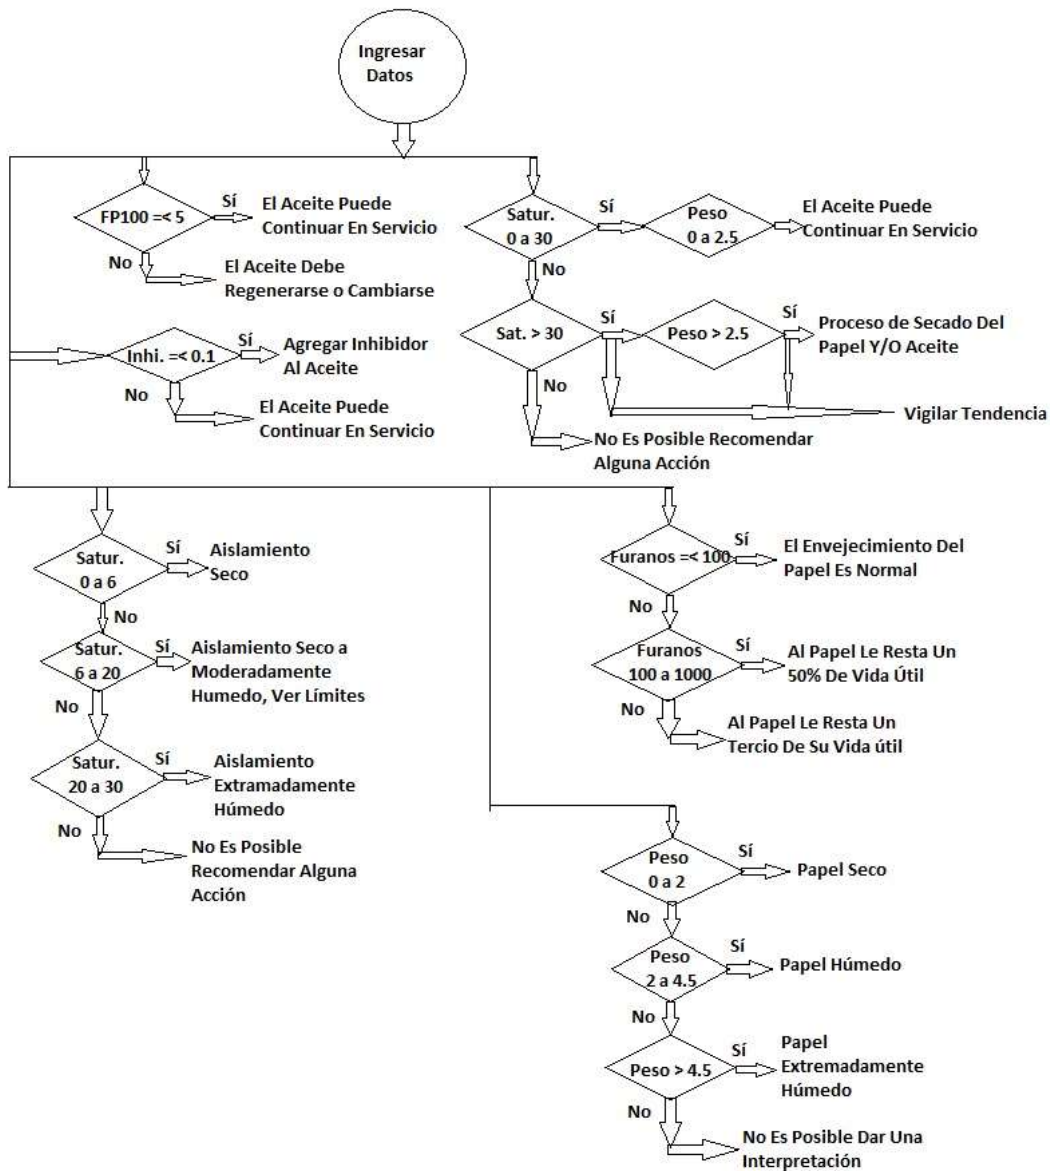 Ingresar
Datos
FP100 =< 5
Sí
El Aceite Puede
Continuar En Servicio
No
El Aceite Debe
Regenerarse o Cambiarse
Satur.
0 a 30
Sí
Peso
0 a 2.5
El Aceite Puede
Continuar En Servicio
No
Sat. > 30
Sí
Peso > 2.5
Sí
Proceso de Secado Del
Papel Y/O Aceite
No
Vigilar Tendencia
No Es Posible Recomendar
Alguna Acción
Inhi. =< 0.1
Sí
Agregar Inhibidor
Al Aceite
No
El Aceite Puede
Continuar En Servicio
Satur.
0 a 6
Sí
Aislamiento
Seco
No
Satur.
6 a 20
Sí
Aislamiento Seco a
Moderadamente
Humedo, Ver Límites
No
Satur.
20 a 30
Sí
Aislamiento
Extramadamente
Húmedo
No
No Es Posible
Recomendar Alguna
Acción
Furanos =< 100
Sí
El Envejecimiento Del
Papel Es Normal
No
Furanos
100 a 1000
Sí
Al Papel Le Resta Un
50% De Vida Útil
No
Al Papel Le Resta Un
Tercio De Su Vida útil
Peso
0 a 2
Sí
Papel Seco
No
Peso
2 a 4.5
Sí
Papel Húmedo
No
Peso > 4.5
Sí
Papel
Extremadamente
Húmedo
No
No Es Posible Dar Una
Interpretación